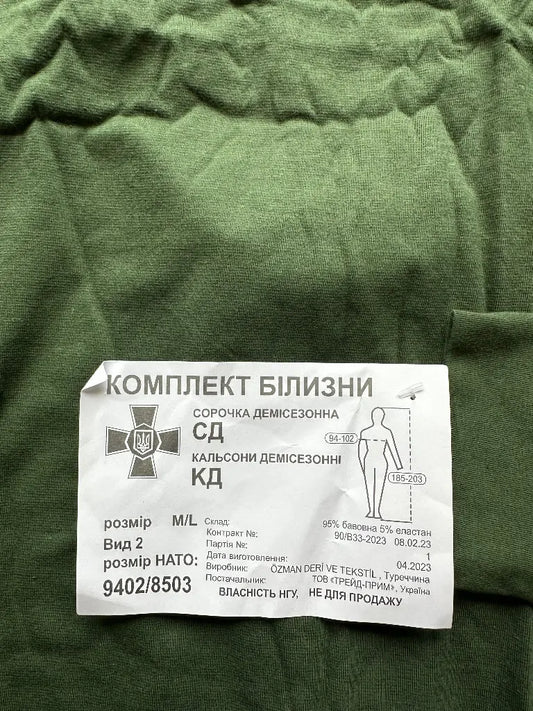 КОМПЛЕКТ БІЛИЗНИ
СОРОЧКА ДЕМІСЕЗОННА
СД
КАЛЬСОНИ ДЕМІСЕЗОННІ
КД
94-102
185-203
розмір M/L
Вид 2
розмір НАТО:
9402/8503
Склад: 95% бавовна 5% еластан
Контракт №: 90/ВЗ3-2023 08.02.23
Партія №: 1
Дата виготовлення: 04.2023
Виробник: ÖZMAN DERİ VE TEKSTİL , Туреччина
Постачальник: ТОВ «ТРЕЙД-ПРИМ», Україна
ВЛАСНІСТЬ НГУ, НЕ ДЛЯ ПРОДАЖУ